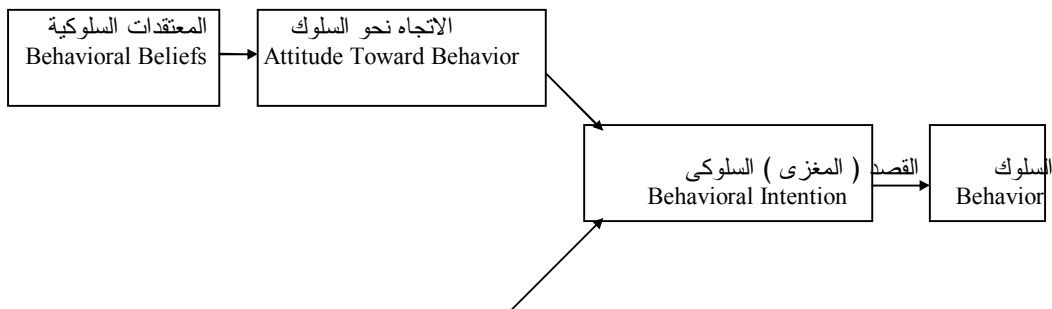 المعتقدات السلوكية
Behavioral Beliefs
الاتجاه نحو السلوك
Attitude Toward Behavior
القصد ( المغزى ) السلوكى
Behavioral Intention
السلوك
Behavior